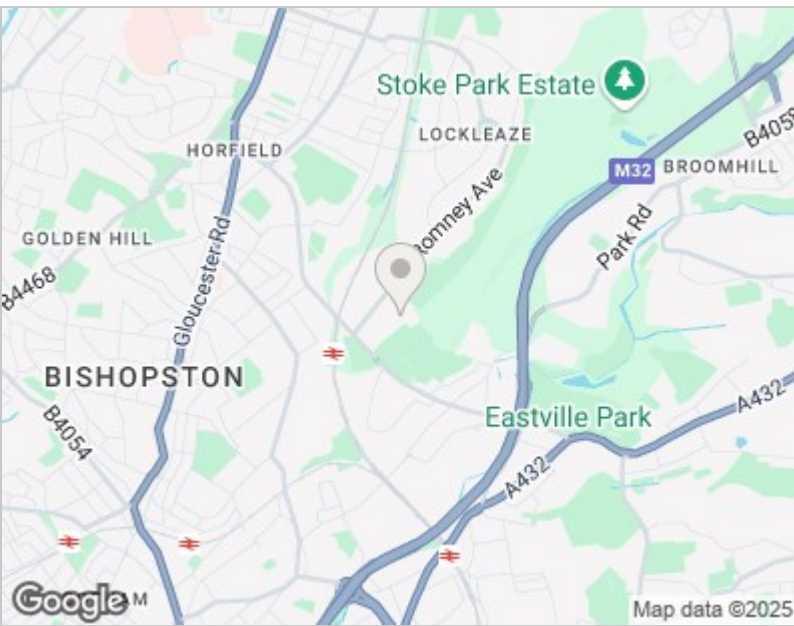 Stoke Park Estate
LOCKLEAZE
HORFIELD
B4059
M32
BROOMHILL
Romney Ave
Park Rd
GOLDEN HILL
Gloucester Rd
B4468
BISHOPSTON
A432
Eastville Park
B4054
A432
Google
Map data ©2025